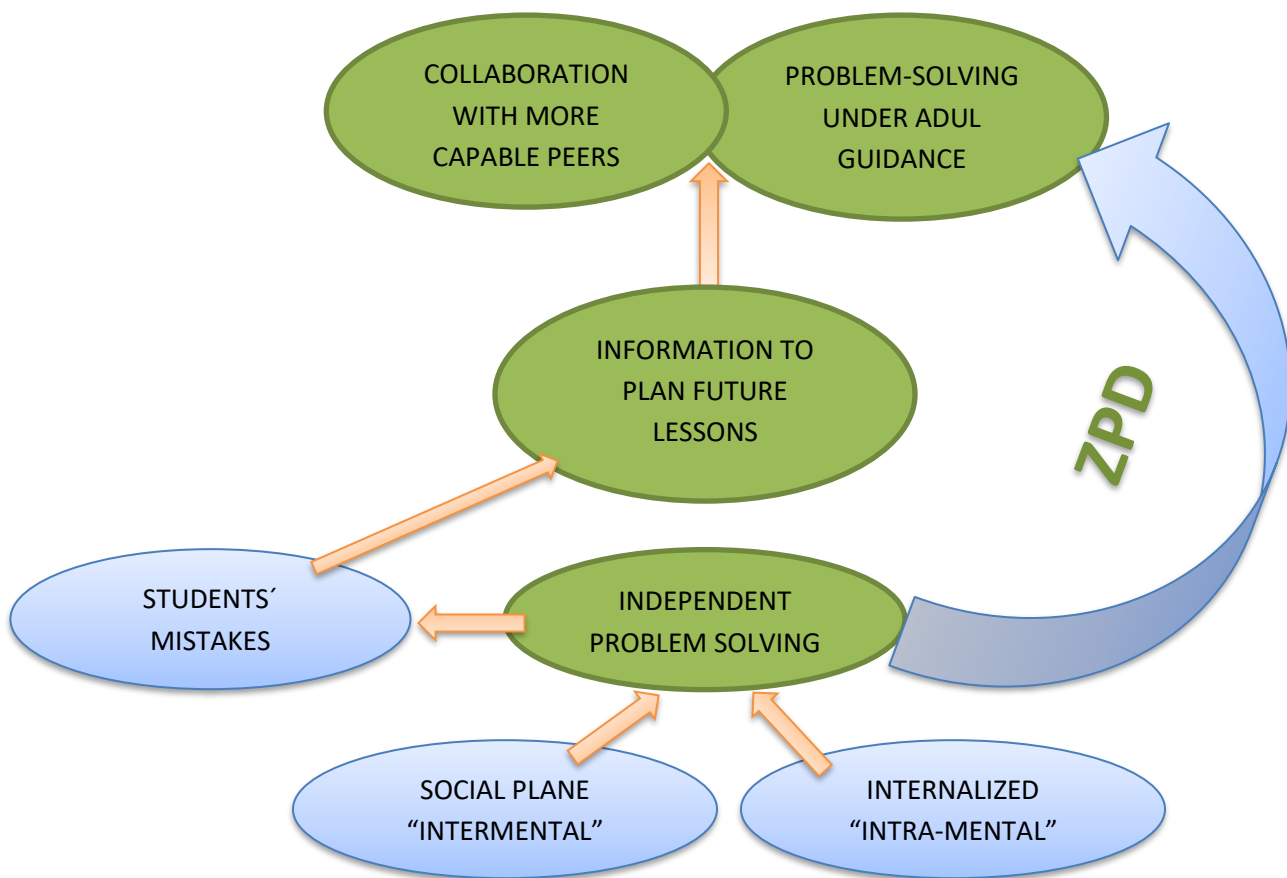 COLLABORATION
WITH MORE
CAPABLE PEERS
PROBLEM-SOLVING
UNDER ADUL
GUIDANCE
INFORMATION TO
PLAN FUTURE
LESSONS
ZPD
STUDENTS´
MISTAKES
INDEPENDENT
PROBLEM SOLVING
SOCIAL PLANE
“INTERMENTAL”
INTERNALIZED
“INTRA-MENTAL”